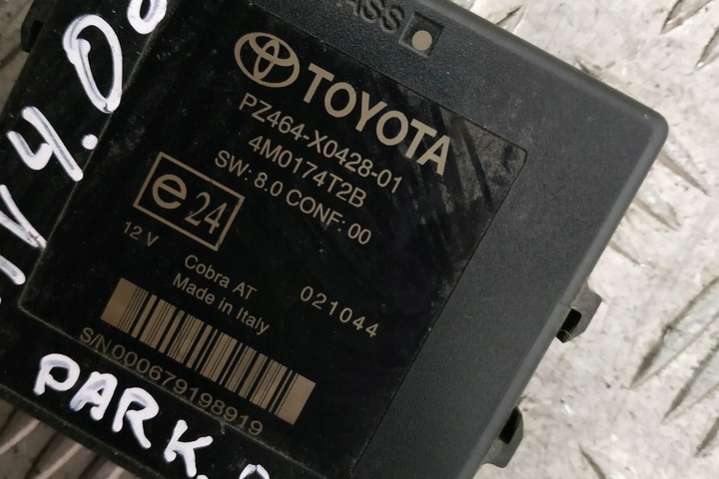 TOYOTA
PZ464-X0428-01
4M0174T2B
SW: 8.0 CONF: 00
e24
12 V
Cobra AT
Made in Italy
021044
S/N000679198919
PARK.